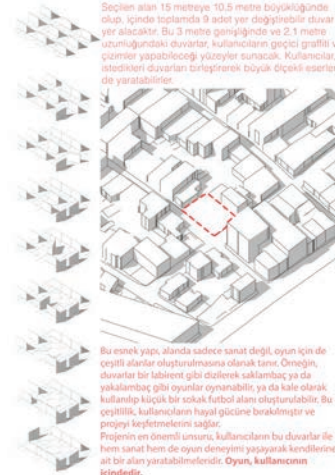 Seçilen alan 15 metreye 10,5 metre büyüklüğünde
olup, içinde toplamda 9 adet yer değiştirebilir duvar
yer alacaktır. Bu 3 metre genişliğinde ve 2,1 metre
uzunluğundaki duvarlar, kullanıcıların geçici graffiti v
çizimler yapabileceği yüzeyler sunacak. Kullanıcılar,
istedikleri duvarları birleştirerek büyük ölçekli eserler
de yaratabilirler.
Bu esnek yapı, alanda sadece sanat değil, oyun için de
çeşitli alanlar oluşturulmasına olanak tanır. Örneğin,
duvarlar bir labirent gibi dizilerek saklambaç ya da
yakalambaç gibi oyunlar oynanabilir, ya da kale olarak
kullanılıp küçük bir sokak futbol alanı oluşturulabilir. Bu
çeşitlilik, kullanıcıların hayal gücüne bırakılmıştır ve
projeyi keşfetmelerini sağlar.
Projenin en önemli unsuru, kullanıcıların bu duvarlar ile
hem sanat hem de oyun deneyimi yaşayarak kendilerine
ait bir alan yaratabilmeleridir. Oyun, kullanıcının
içindedir.